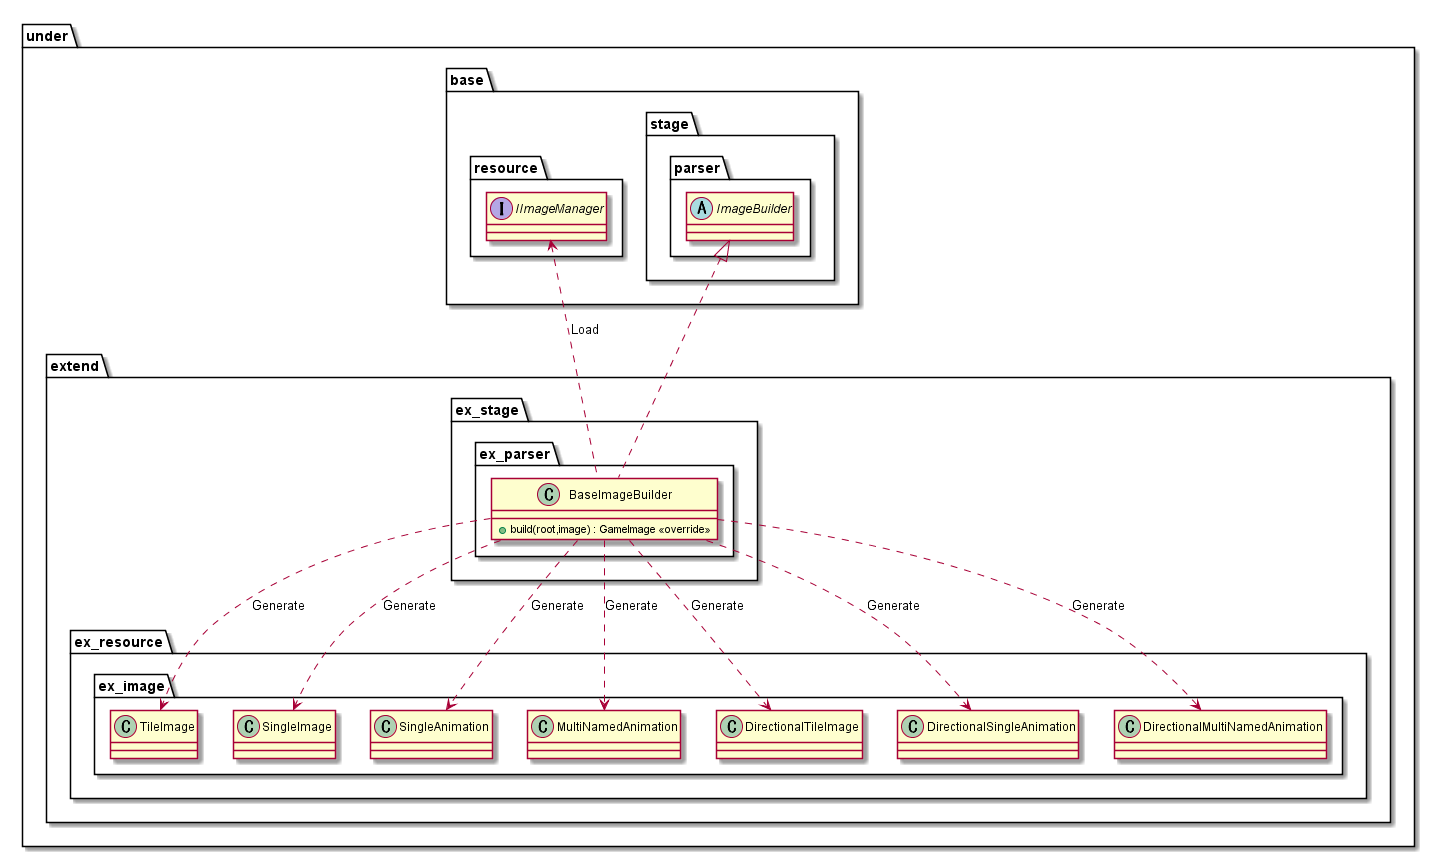 under
base
stage
resource
parser
I IImageManager
A ImageBuilder
Load
extend
ex_stage
ex_parser
C BaseImageBuilder
build(root,image) : GameImage «override»
Generate Generate Generate Generate Generate Generate Generate
ex_resource
ex_image
C TileImage C SingleImage C SingleAnimation C MultiNamedAnimation C DirectionalTileImage C DirectionalSingleAnimation C DirectionalMultiNamedAnimation